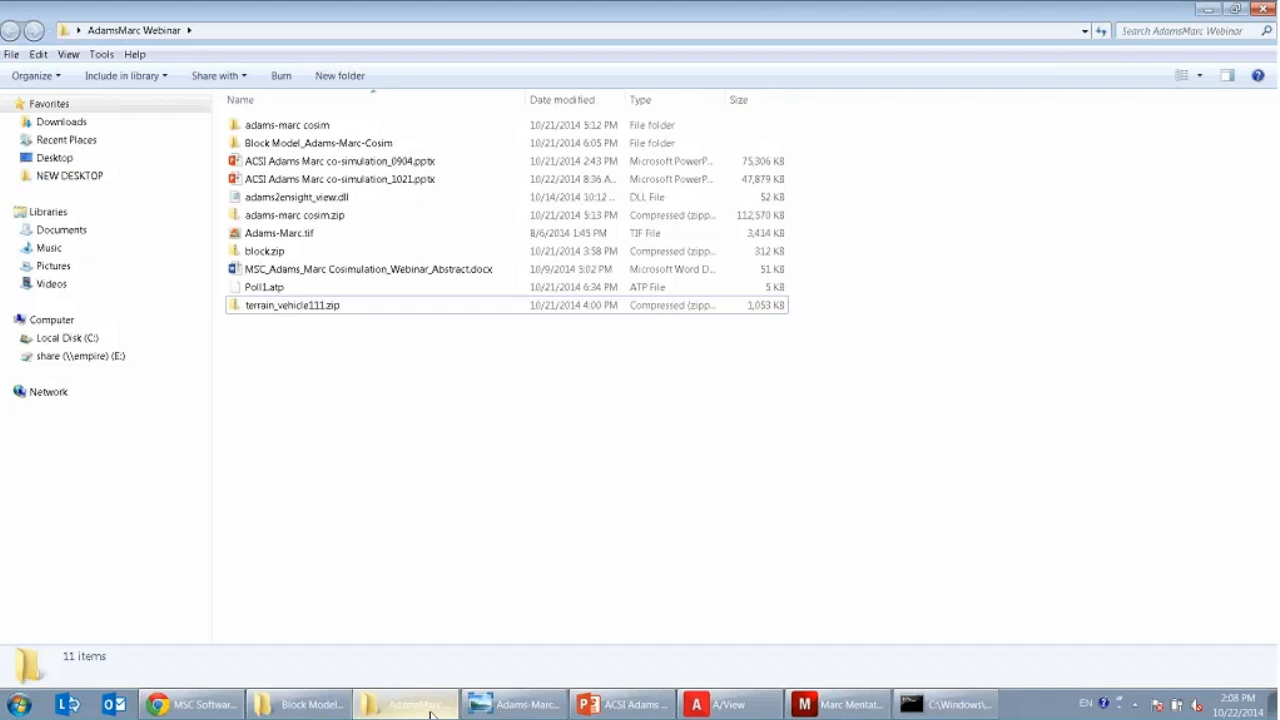 AdamsMarc Webinar
Search AdamsMarc Webinar
File Edit View Tools Help
Organize Include in library Share with Burn New folder
Name Date modified Type Size
Favorites
Downloads
Recent Places
Desktop
NEW DESKTOP
Libraries
Documents
Music
Pictures
Videos
Computer
Local Disk (C:)
share (\\empire) (E:)
Network
adams-marc cosim 10/21/2014 5:12 PM File folder
Block Model_Adams-Marc-Cosim 10/21/2014 6:05 PM File folder
ACSI Adams Marc co-simulation_0904.pptx 10/21/2014 2:43 PM Microsoft PowerP... 75,306 KB
ACSI Adams Marc co-simulation_1021.pptx 10/22/2014 8:36 A... Microsoft PowerP... 47,879 KB
adams2ensight_view.dll 10/14/2014 10:12 ... DLL File 52 KB
adams-marc cosim.zip 10/21/2014 5:13 PM Compressed (zipp... 112,570 KB
Adams-Marc.tif 8/6/2014 1:45 PM TIF File 3,414 KB
block.zip 10/21/2014 3:58 PM Compressed (zipp... 312 KB
MSC_Adams_Marc Cosimulation_Webinar_Abstract.docx 10/9/2014 5:02 PM Microsoft Word D... 51 KB
Poll1.atp 10/21/2014 6:34 PM ATP File 5 KB
terrain_vehicle111.zip 10/21/2014 4:00 PM Compressed (zipp... 1,053 KB
11 items
MSC Softwar... Block Model... AdamsMarc... Adams-Marc... ACSI Adams ... A/View Marc Mentat... C:\Windows\...
EN
2:08 PM
10/22/2014